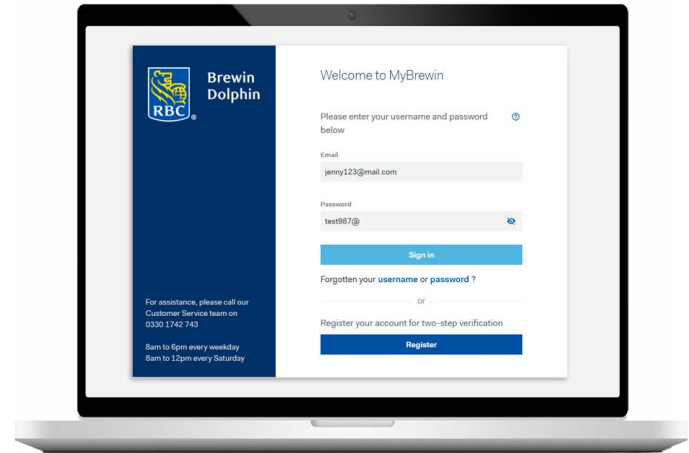 RBC
®
Brewin
Dolphin
For assistance, please call our
Customer Service team on
0330 1742 743
8am to 6pm every weekday
8am to 12pm every Saturday
Welcome to MyBrewin
Please enter your username and password
below
Email
jenny123@mail.com
Password
test987@
Sign in
Forgotten your username or password ?
or
Register your account for two-step verification
Register